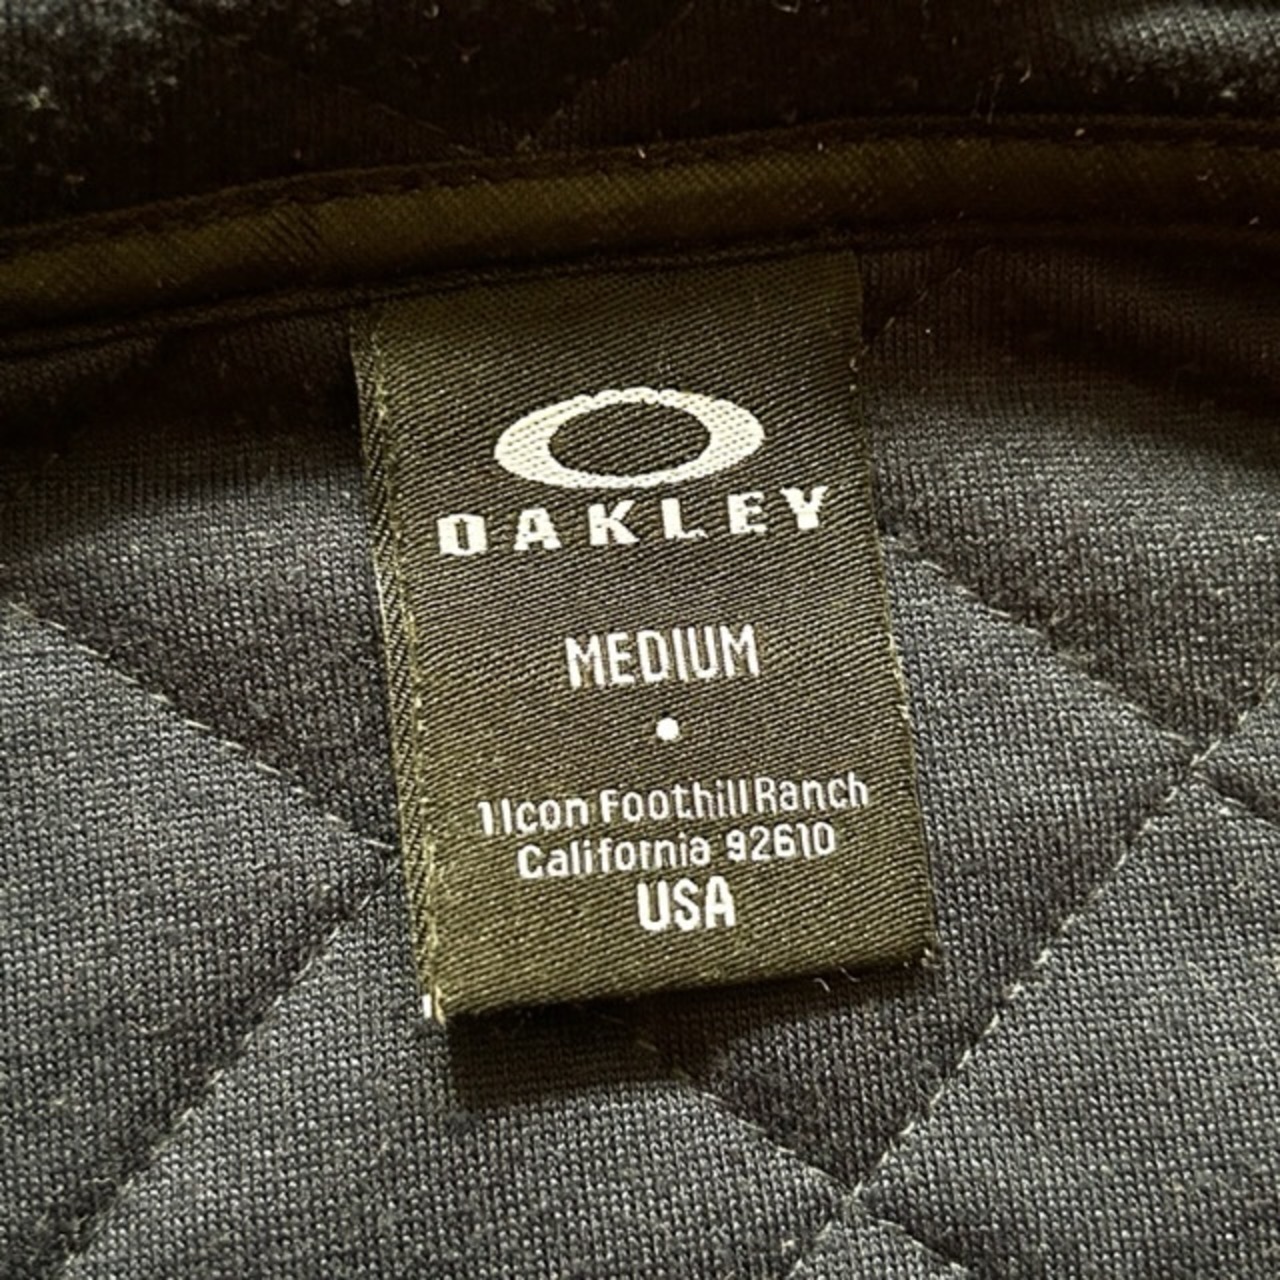 OAKLEY
MEDIUM
•
1 Icon Foothill Ranch
California 92610
USA